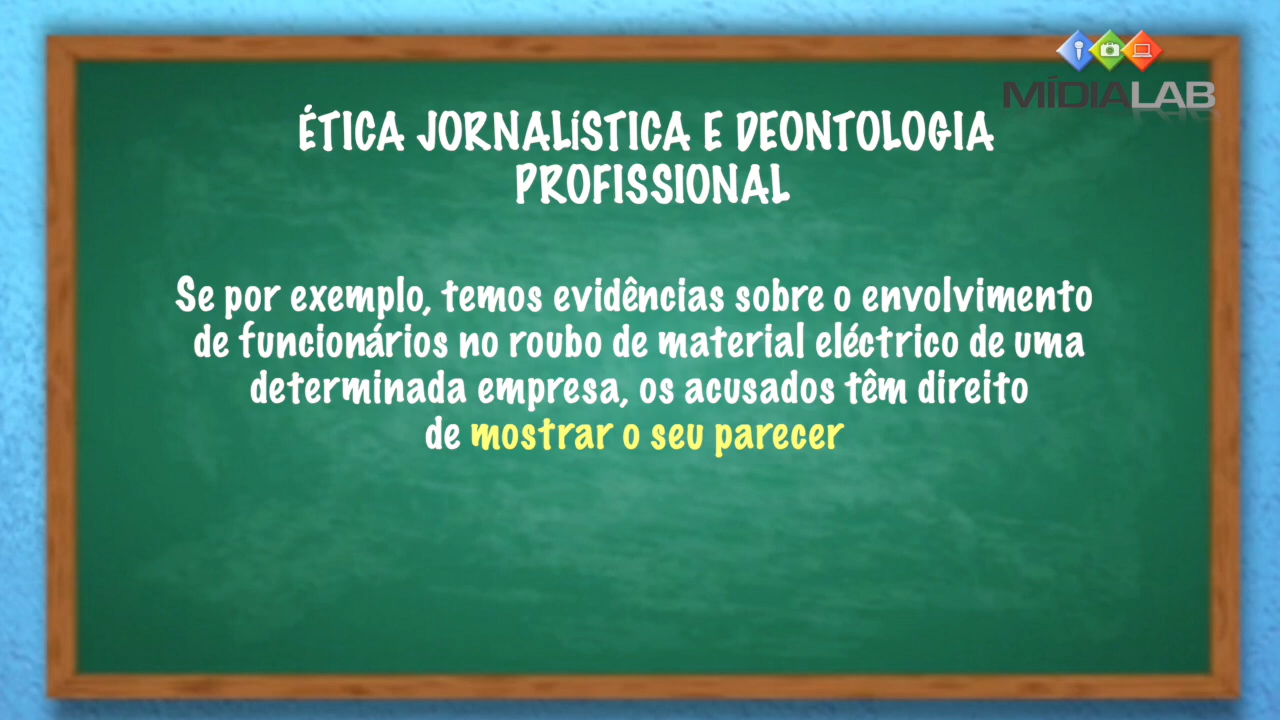 MÍDIALAB
ÉTICA JORNALÍSTICA E DEONTOLOGIA
PROFISSIONAL
Se por exemplo, temos evidências sobre o envolvimento
de funcionários no roubo de material eléctrico de uma
determinada empresa, os acusados têm direito
de mostrar o seu parecer